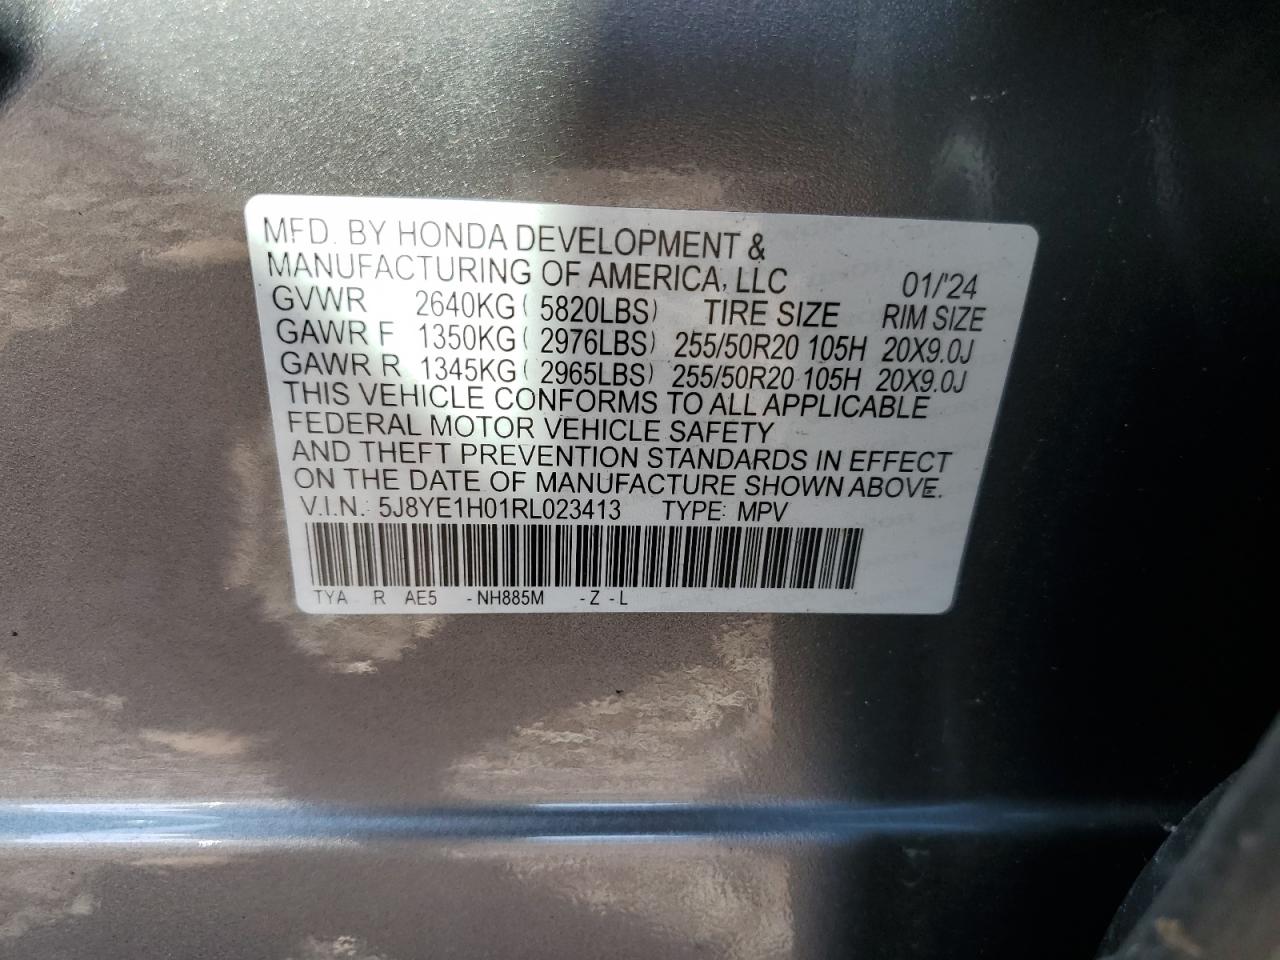 MFD. BY HONDA DEVELOPMENT &
MANUFACTURING OF AMERICA, LLC 01/'24
GVWR 2640KG ( 5820LBS) TIRE SIZE RIM SIZE
GAWR F 1350KG ( 2976LBS) 255/50R20 105H 20X9.0J
GAWR R 1345KG ( 2965LBS) 255/50R20 105H 20X9.0J
THIS VEHICLE CONFORMS TO ALL APPLICABLE
FEDERAL MOTOR VEHICLE SAFETY
AND THEFT PREVENTION STANDARDS IN EFFECT
ON THE DATE OF MANUFACTURE SHOWN ABOVE.
V.I.N.: 5J8YE1H01RL023413 TYPE: MPV
TYA R AE5 -NH885M -Z -L